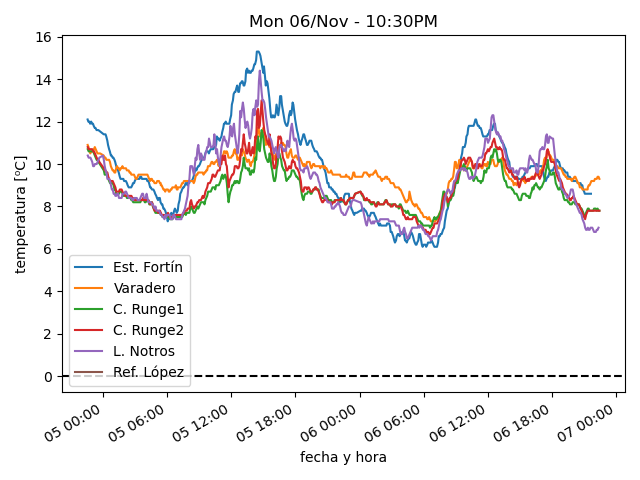 Mon 06/Nov - 10:30PM
temperatura [ºC]
16
14
12
10
8
6
4
2
0
Est. Fortín
Varadero
C. Runge1
C. Runge2
L. Notros
Ref. López
05 00:00
05 06:00
05 12:00
05 18:00
06 00:00
06 06:00
06 12:00
06 18:00
07 00:00
fecha y hora